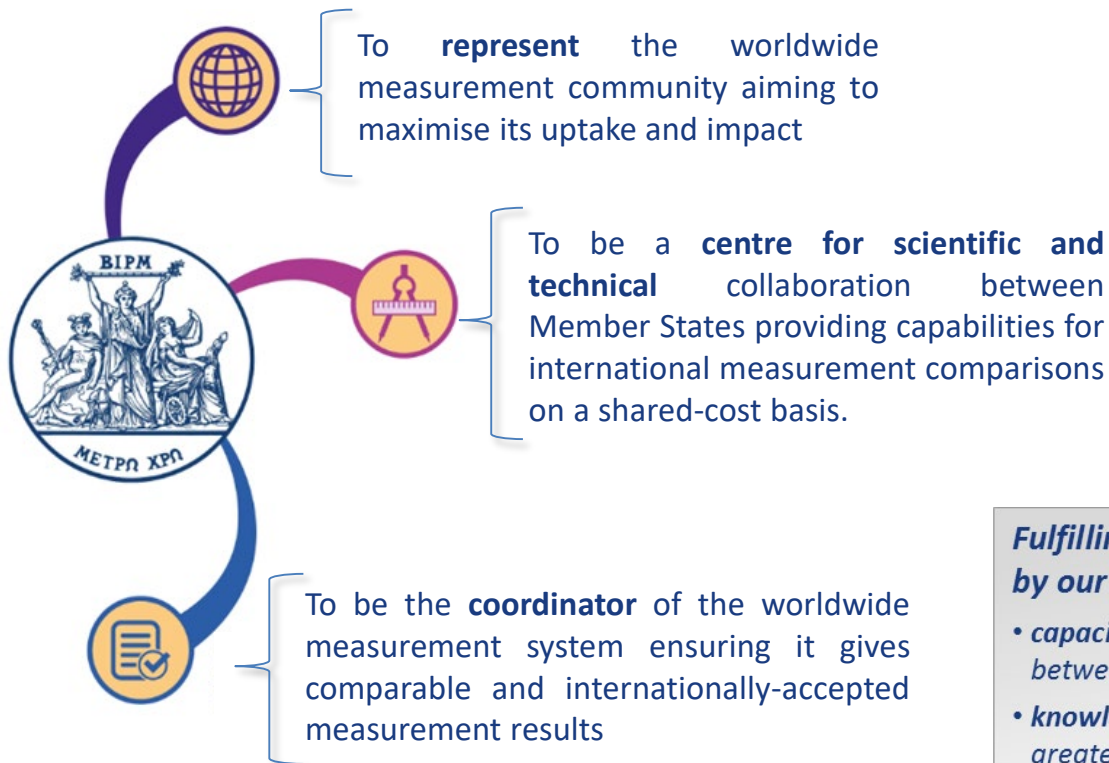 To represent the worldwide
measurement community aiming to
maximise its uptake and impact
BIPM
ΜΕΤΡΩ ΧΡΩ
To be a centre for scientific and
technical collaboration between
Member States providing capabilities for
international measurement comparisons
on a shared-cost basis.
To be the coordinator of the worldwide
measurement system ensuring it gives
comparable and internationally-accepted
measurement results
Fulfillin
by our
• capaci
betwe
• knowl
greate